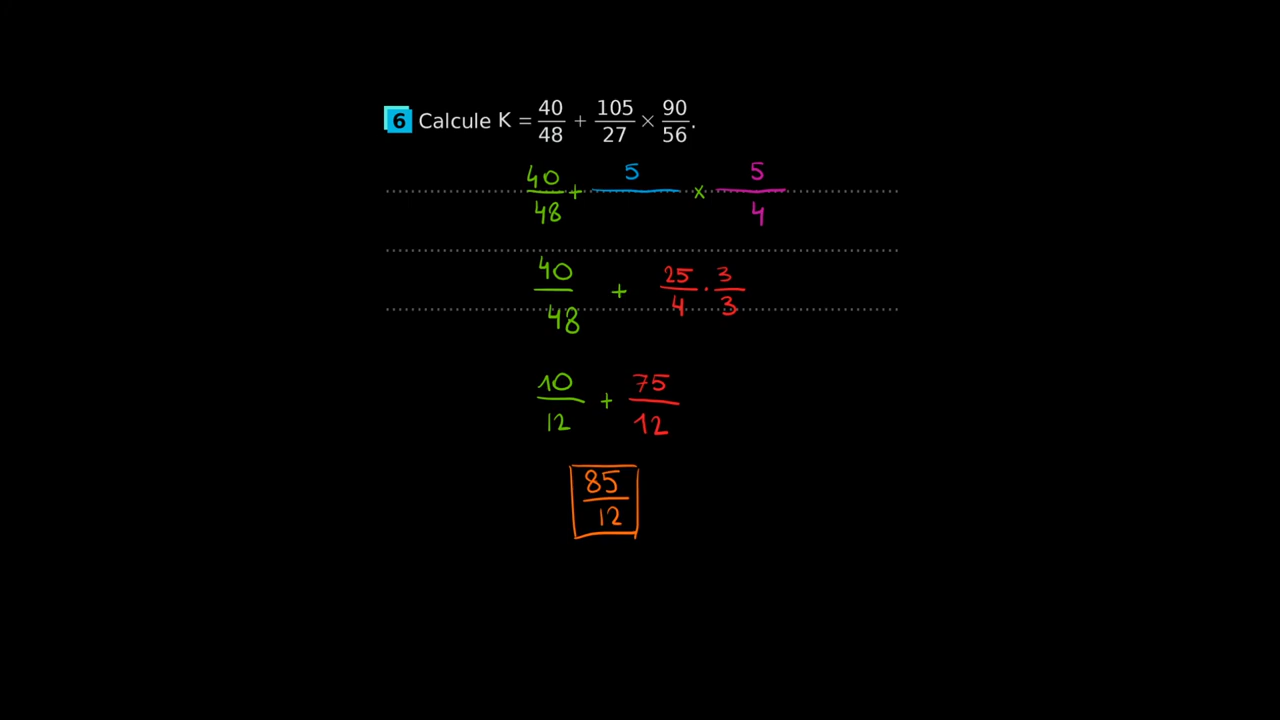 6 Calcule K = 40/48 + 105/27 × 90/56.
40/48 + 5/ × 5/4
40/48 + 25/4 · 3/3
10/12 + 75/12
85/12